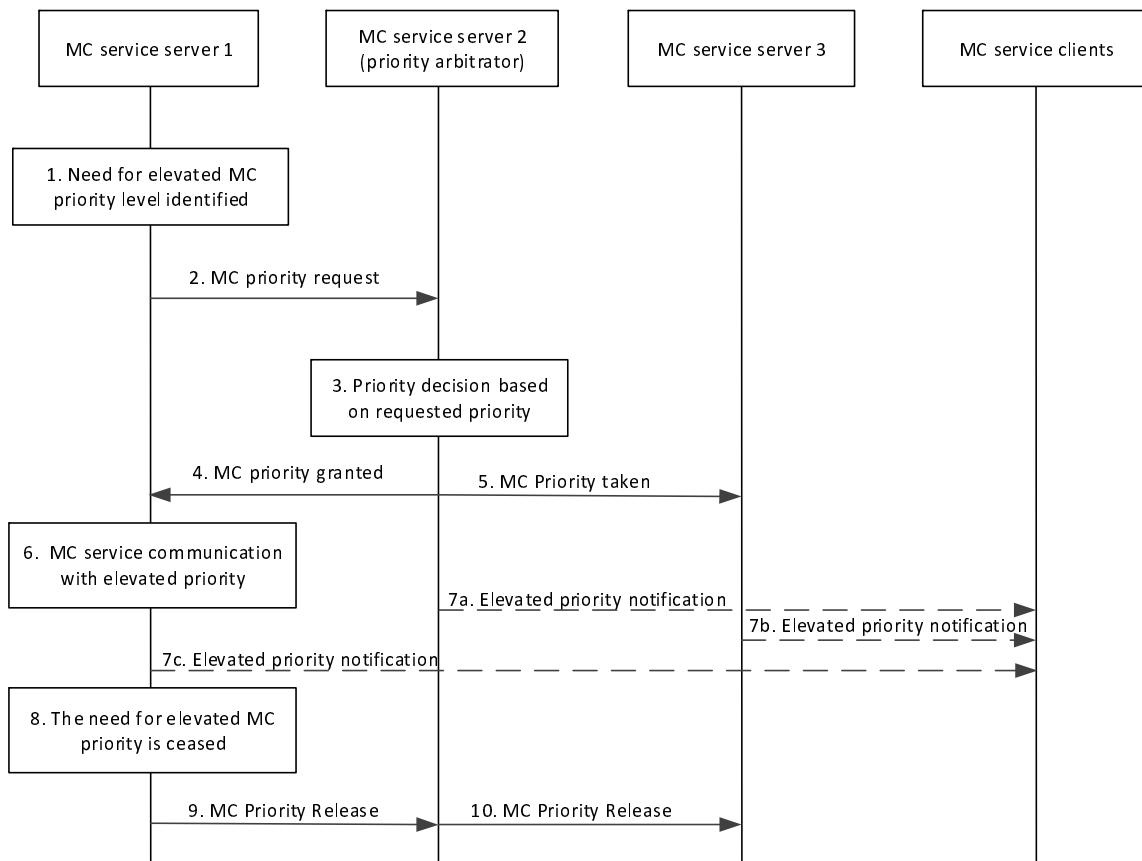 MC service server 1
MC service server 2
(priority arbitrator)
MC service server 3
MC service clients
1. Need for elevated MC
priority level identified
2. MC priority request
3. Priority decision based
on requested priority
4. MC priority granted
5. MC Priority taken
6. MC service communication
with elevated priority
7a. Elevated priority notification
7b. Elevated priority notification
7c. Elevated priority notification
8. The need for elevated MC
priority is ceased
9. MC Priority Release
10. MC Priority Release